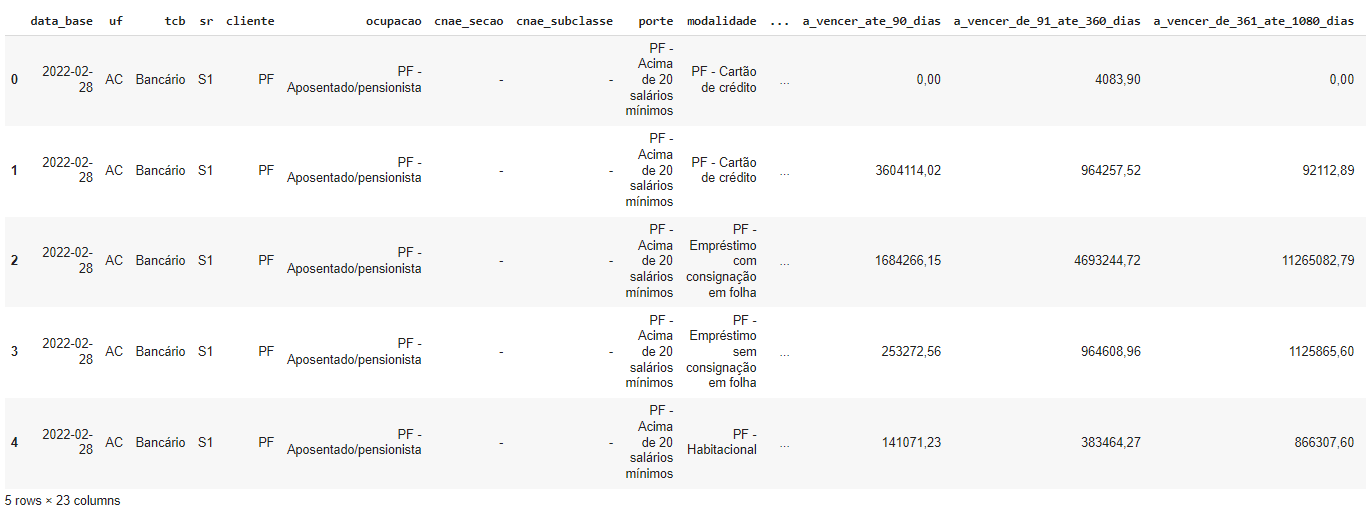 data_base uf tcb sr cliente ocupacao cnae_secao cnae_subclasse porte modalidade ... a_vencer_ate_90_dias a_vencer_de_91_ate_360_dias a_vencer_de_361_ate_1080_dias
0 2022-02-28 AC Bancário S1 PF PF - Aposentado/pensionista - - PF - Acima de 20 salários mínimos PF - Cartão de crédito ... 0,00 4083,90 0,00
1 2022-02-28 AC Bancário S1 PF PF - Aposentado/pensionista - - PF - Acima de 20 salários mínimos PF - Cartão de crédito ... 3604114,02 964257,52 92112,89
2 2022-02-28 AC Bancário S1 PF PF - Aposentado/pensionista - - PF - Acima de 20 salários mínimos PF - Empréstimo com consignação em folha ... 1684266,15 4693244,72 11265082,79
3 2022-02-28 AC Bancário S1 PF PF - Aposentado/pensionista - - PF - Acima de 20 salários mínimos PF - Empréstimo sem consignação em folha ... 253272,56 964608,96 1125865,60
4 2022-02-28 AC Bancário S1 PF PF - Aposentado/pensionista - - PF - Acima de 20 salários mínimos PF - Habitacional ... 141071,23 383464,27 866307,60
5 rows × 23 columns